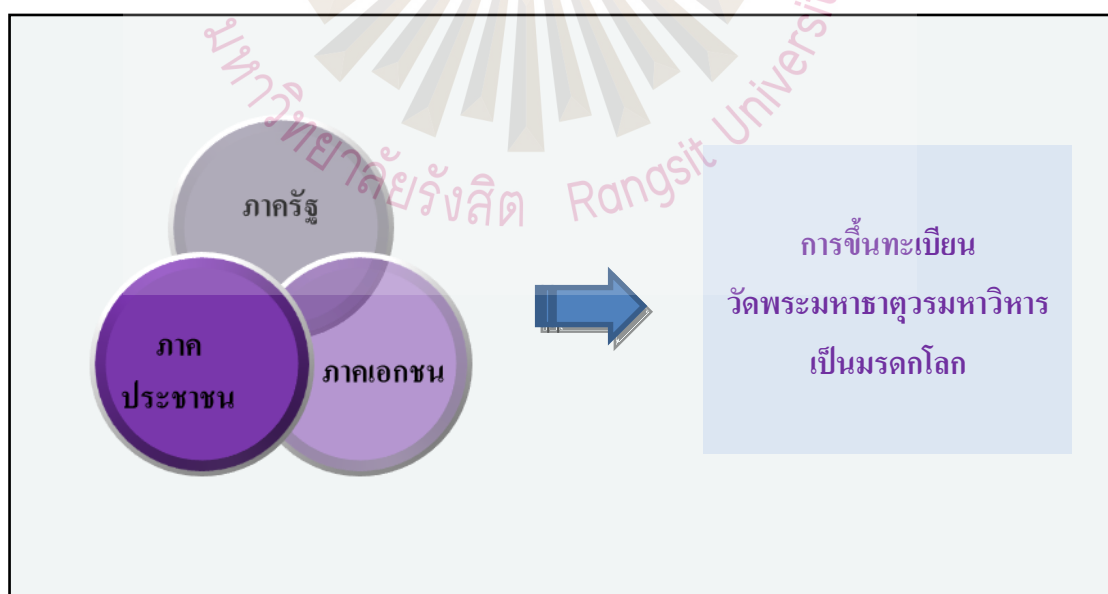 มหาวิทยาลัยรังสิต Rangsit Universi
ภาครัฐ
ภาค
ประชาชน
ภาคเอกชน
การขึ้นทะเบียน
วัดพระมหาธาตุวรมหาวิหาร
เป็นมรดกโลก